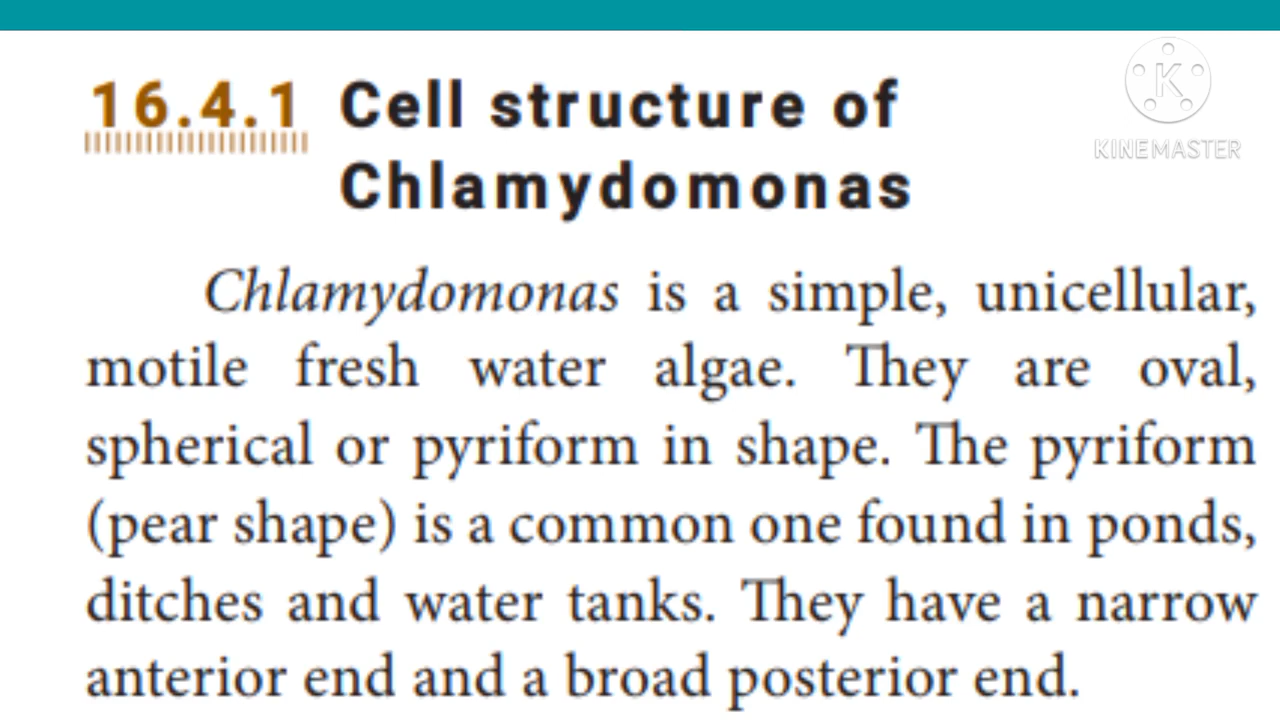 16.4.1 Cell structure of
Chlamydomonas
K
KINEMASTER
Chlamydomonas is a simple, unicellular,
motile fresh water algae. They are oval,
spherical or pyriform in shape. The pyriform
(pear shape) is a common one found in ponds,
ditches and water tanks. They have a narrow
anterior end and a broad posterior end.